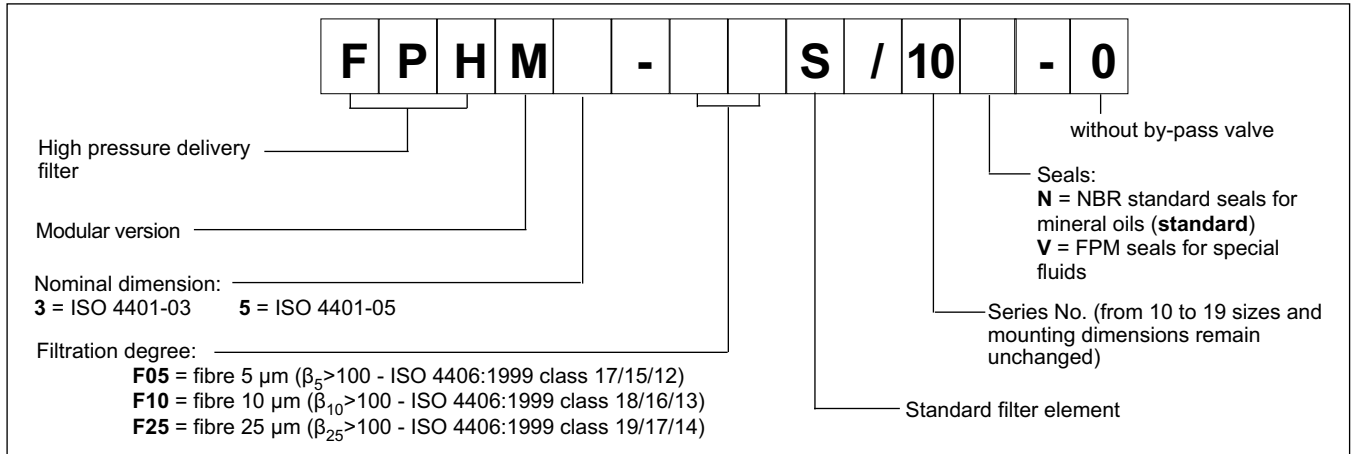 F P H M - S / 10 - 0
without by-pass valve
High pressure delivery
filter
Seals:
N = NBR standard seals for
mineral oils (standard)
V = FPM seals for special
fluids
Modular version
Nominal dimension:
3 = ISO 4401-03 5 = ISO 4401-05
Series No. (from 10 to 19 sizes and
mounting dimensions remain
unchanged)
Filtration degree:
F05 = fibre 5 µm (β5>100 - ISO 4406:1999 class 17/15/12)
F10 = fibre 10 µm (β10>100 - ISO 4406:1999 class 18/16/13)
F25 = fibre 25 µm (β25>100 - ISO 4406:1999 class 19/17/14)
Standard filter element